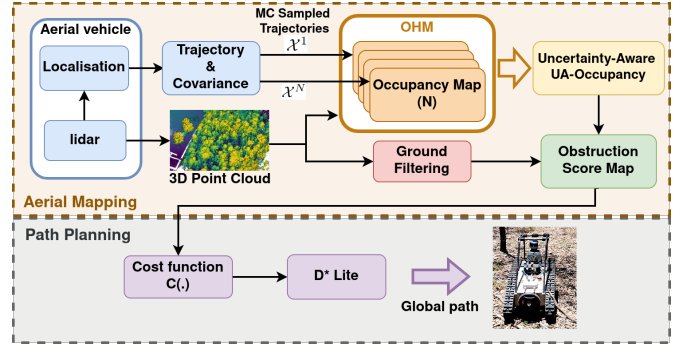 MC Sampled
Trajectories
OHM
Aerial vehicle
𝒳¹
Localisation
Trajectory
&
Covariance
Uncertainty-Aware
UA-Occupancy
𝒳ᴺ
Occupancy Map
(N)
lidar
3D Point Cloud
Ground
Filtering
Obstruction
Score Map
Aerial Mapping
Path Planning
Cost function
C(.)
D* Lite
Global path